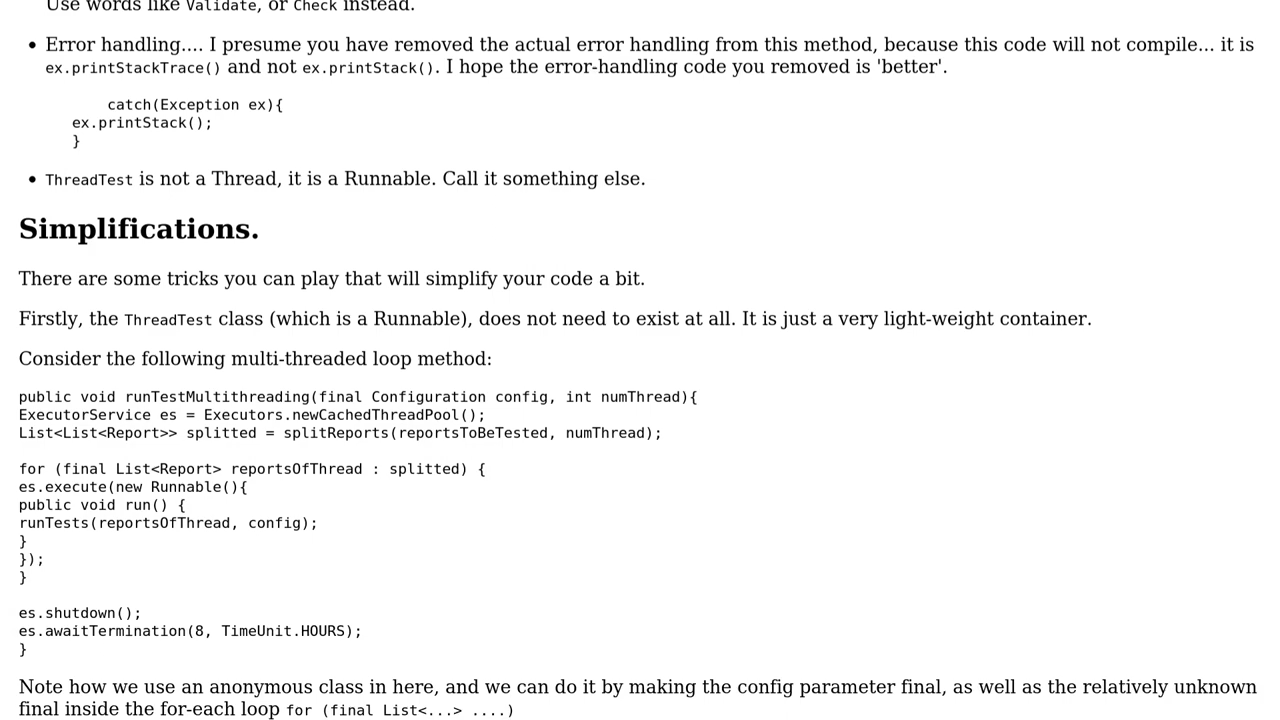 Use words like Validate, or Check instead.
• Error handling.... I presume you have removed the actual error handling from this method, because this code will not compile... it is
ex.printStackTrace() and not ex.printStack(). I hope the error-handling code you removed is 'better'.
catch(Exception ex){
ex.printStack();
}
• ThreadTest is not a Thread, it is a Runnable. Call it something else.
Simplifications.
There are some tricks you can play that will simplify your code a bit.
Firstly, the ThreadTest class (which is a Runnable), does not need to exist at all. It is just a very light-weight container.
Consider the following multi-threaded loop method:
public void runTestMultithreading(final Configuration config, int numThread){
ExecutorService es = Executors.newCachedThreadPool();
List<List<Report>> splitted = splitReports(reportsToBeTested, numThread);
for (final List<Report> reportsOfThread : splitted) {
es.execute(new Runnable(){
public void run() {
runTests(reportsOfThread, config);
}
});
}
es.shutdown();
es.awaitTermination(8, TimeUnit.HOURS);
}
Note how we use an anonymous class in here, and we can do it by making the config parameter final, as well as the relatively unknown
final inside the for-each loop for (final List<...> ....)